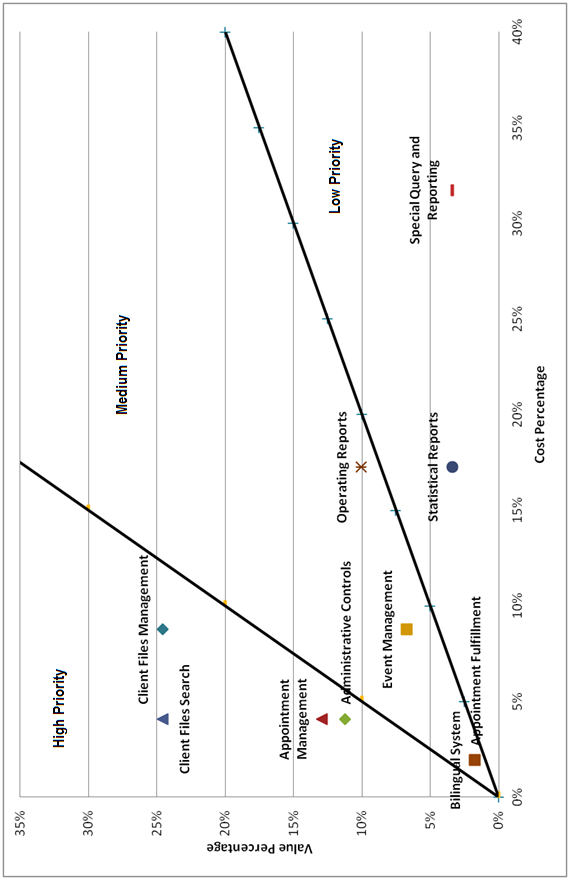 35%
30%
25%
20%
15%
10%
5%
0%
Value Percentage
0%
5%
10%
15%
20%
25%
30%
35%
40%
Cost Percentage
High Priority
Medium Priority
Low Priority
Client Files Management
Client Files Search
Appointment
Management
Administrative Controls
Event Management
Operating Reports
Statistical Reports
Special Query and
Reporting
Bilingual System
Appointment Fulfillment